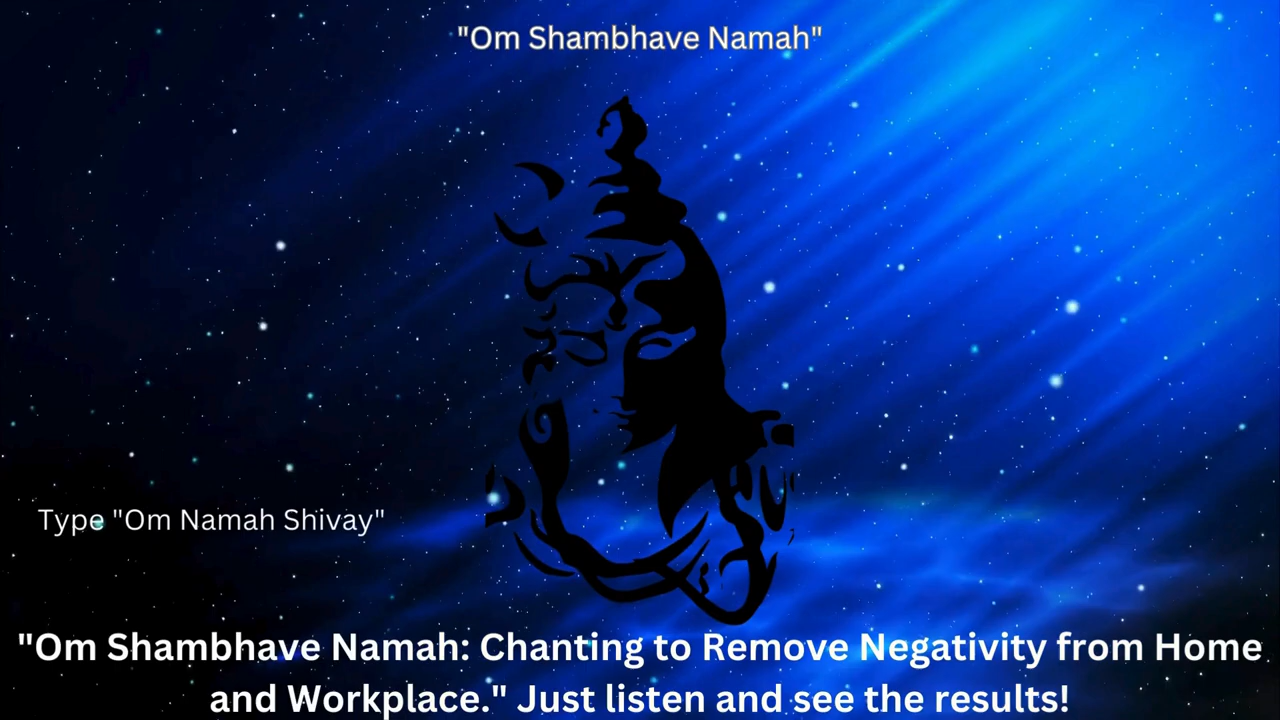 "Om Shambhave Namah"
Type "Om Namah Shivay"
"Om Shambhave Namah: Chanting to Remove Negativity from Home
and Workplace." Just listen and see the results!